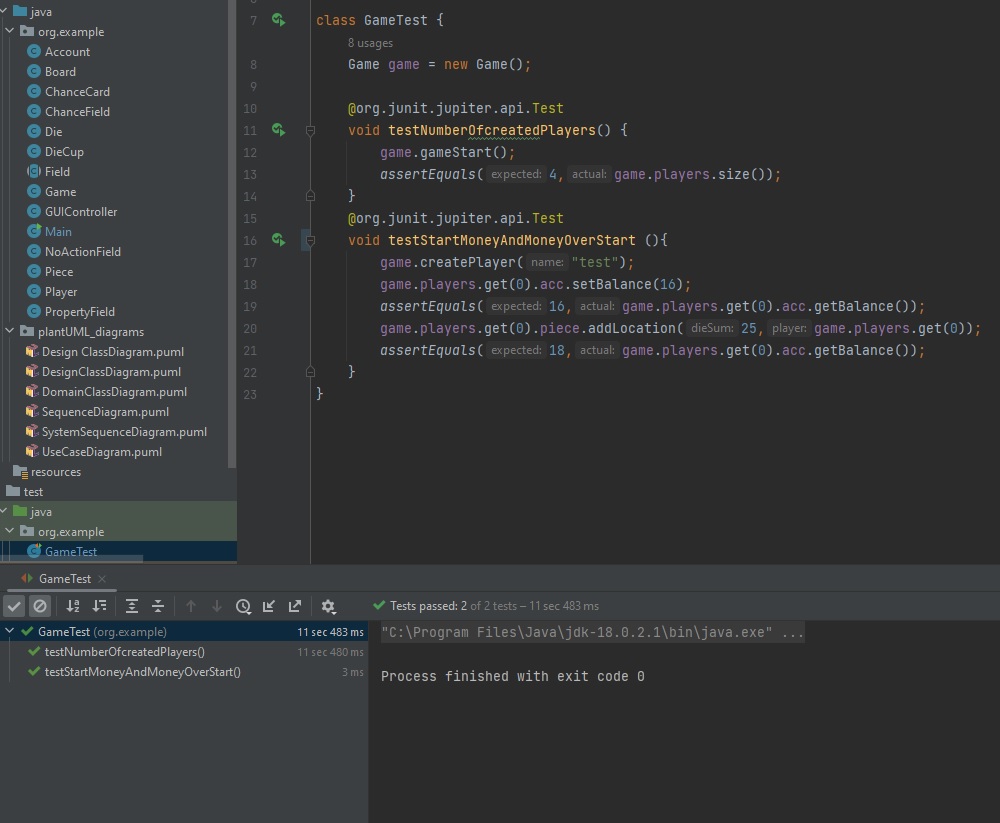 java
org.example
Account
Board
ChanceCard
ChanceField
Die
DieCup
Field
Game
GUIController
Main
NoActionField
Piece
Player
PropertyField
plantUML_diagrams
Design ClassDiagram.puml
DesignClassDiagram.puml
DomainClassDiagram.puml
SequenceDiagram.puml
SystemSequenceDiagram.puml
UseCaseDiagram.puml
resources
test
java
org.example
GameTest
7 class GameTest {
8 usages
8 Game game = new Game();
9
10 @org.junit.jupiter.api.Test
11 void testNumberOfcreatedPlayers() {
12 game.gameStart();
13 assertEquals( expected: 4, actual: game.players.size());
14 }
15 @org.junit.jupiter.api.Test
16 void testStartMoneyAndMoneyOverStart (){
17 game.createPlayer( name: "test");
18 game.players.get(0).acc.setBalance(16);
19 assertEquals( expected: 16, actual: game.players.get(0).acc.getBalance());
20 game.players.get(0).piece.addLocation( dieSum: 25, player: game.players.get(0));
21 assertEquals( expected: 18, actual: game.players.get(0).acc.getBalance());
22 }
23 }
GameTest ×
Tests passed: 2 of 2 tests – 11 sec 483 ms
GameTest (org.example) 11 sec 483 ms
testNumberOfcreatedPlayers() 11 sec 480 ms
testStartMoneyAndMoneyOverStart() 3 ms
"C:\Program Files\Java\jdk-18.0.2.1\bin\java.exe" ...
Process finished with exit code 0